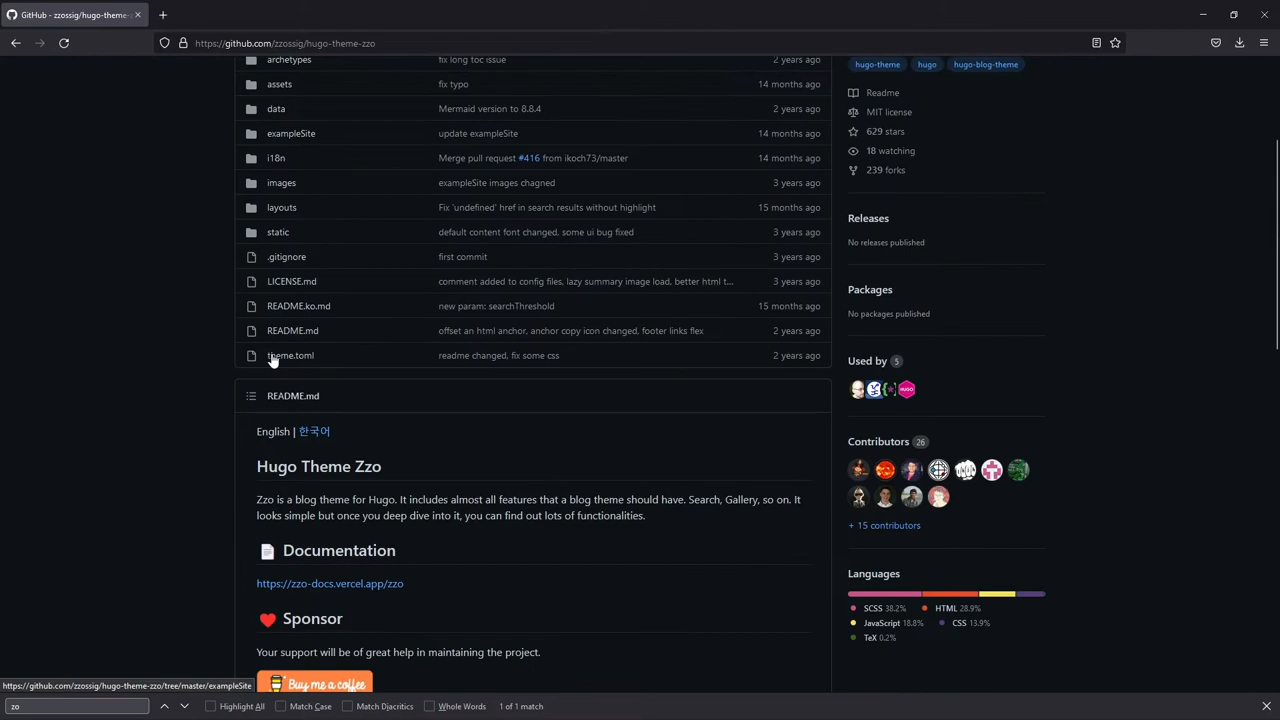 GitHub - zzossig/hugo-theme-
https://github.com/zzossig/hugo-theme-zzo
archetypes fix long toc issue 2 years ago
assets fix typo 14 months ago
data Mermaid version to 8.8.4 2 years ago
exampleSite update exampleSite 14 months ago
i18n Merge pull request #416 from ikoch73/master 14 months ago
images exampleSite images chagned 3 years ago
layouts Fix 'undefined' href in search results without highlight 15 months ago
static default content font changed, some ui bug fixed 3 years ago
.gitignore first commit 3 years ago
LICENSE.md comment added to config files, lazy summary image load, better html t... 3 years ago
README.ko.md new param: searchThreshold 15 months ago
README.md offset an html anchor, anchor copy icon changed, footer links flex 2 years ago
theme.toml readme changed, fix some css 2 years ago
README.md
English | 한국어
Hugo Theme Zzo
Zzo is a blog theme for Hugo. It includes almost all features that a blog theme should have. Search, Gallery, so on. It
looks simple but once you deep dive into it, you can find out lots of functionalities.
Documentation
https://zzo-docs.vercel.app/zzo
Sponsor
Your support will be of great help in maintaining the project.
Buy me a coffee
hugo-theme hugo hugo-blog-theme
Readme
MIT license
629 stars
18 watching
239 forks
Releases
No releases published
Packages
No packages published
Used by 5
HUGO
Contributors 26
+ 15 contributors
Languages
SCSS 38.2% HTML 28.9%
JavaScript 18.8% CSS 13.9%
TeX 0.2%
https://github.com/zzossig/hugo-theme-zzo/tree/master/exampleSite
zo Highlight All Match Case Match Diacritics Whole Words 1 of 1 match